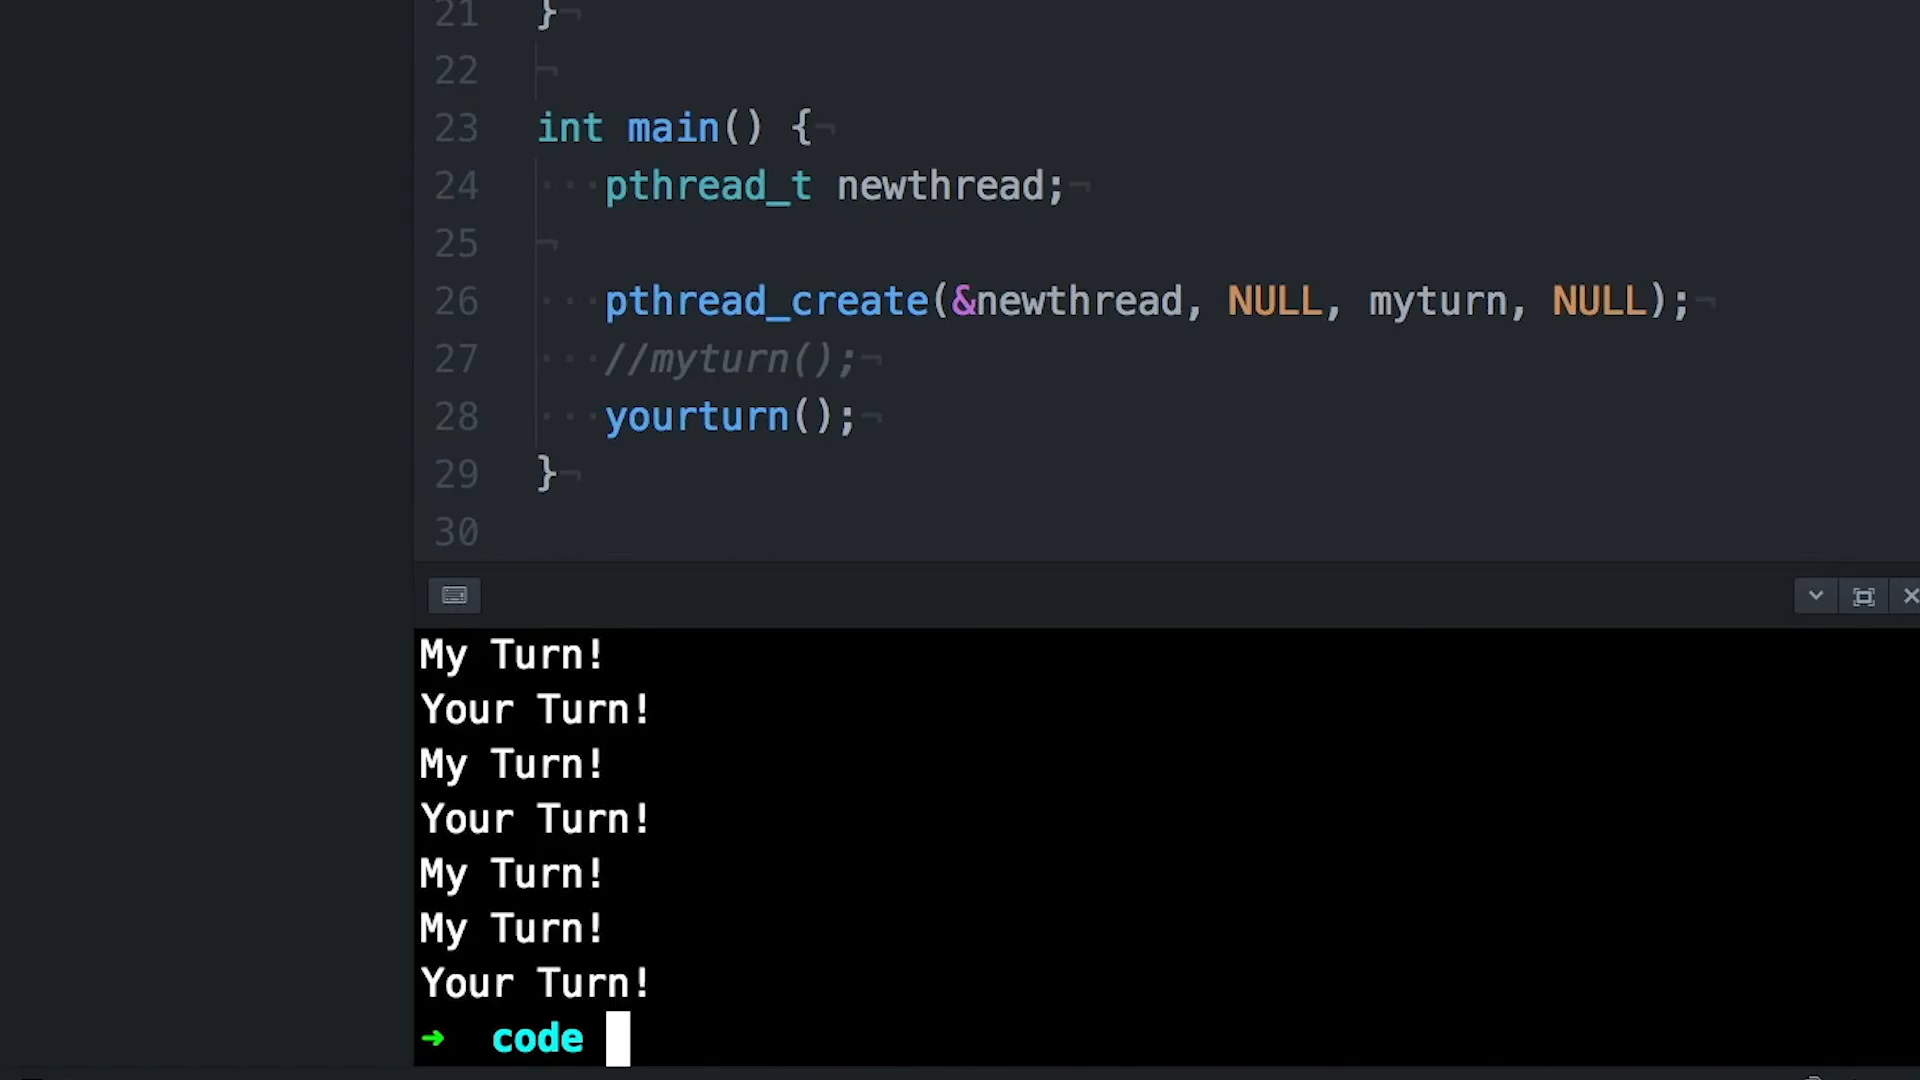 21 }
22
23 int main() {
24 pthread_t newthread;
25
26 pthread_create(&newthread, NULL, myturn, NULL);
27 //myturn();
28 yourturn();
29 }
30
My Turn!
Your Turn!
My Turn!
Your Turn!
My Turn!
My Turn!
Your Turn!
➜ code